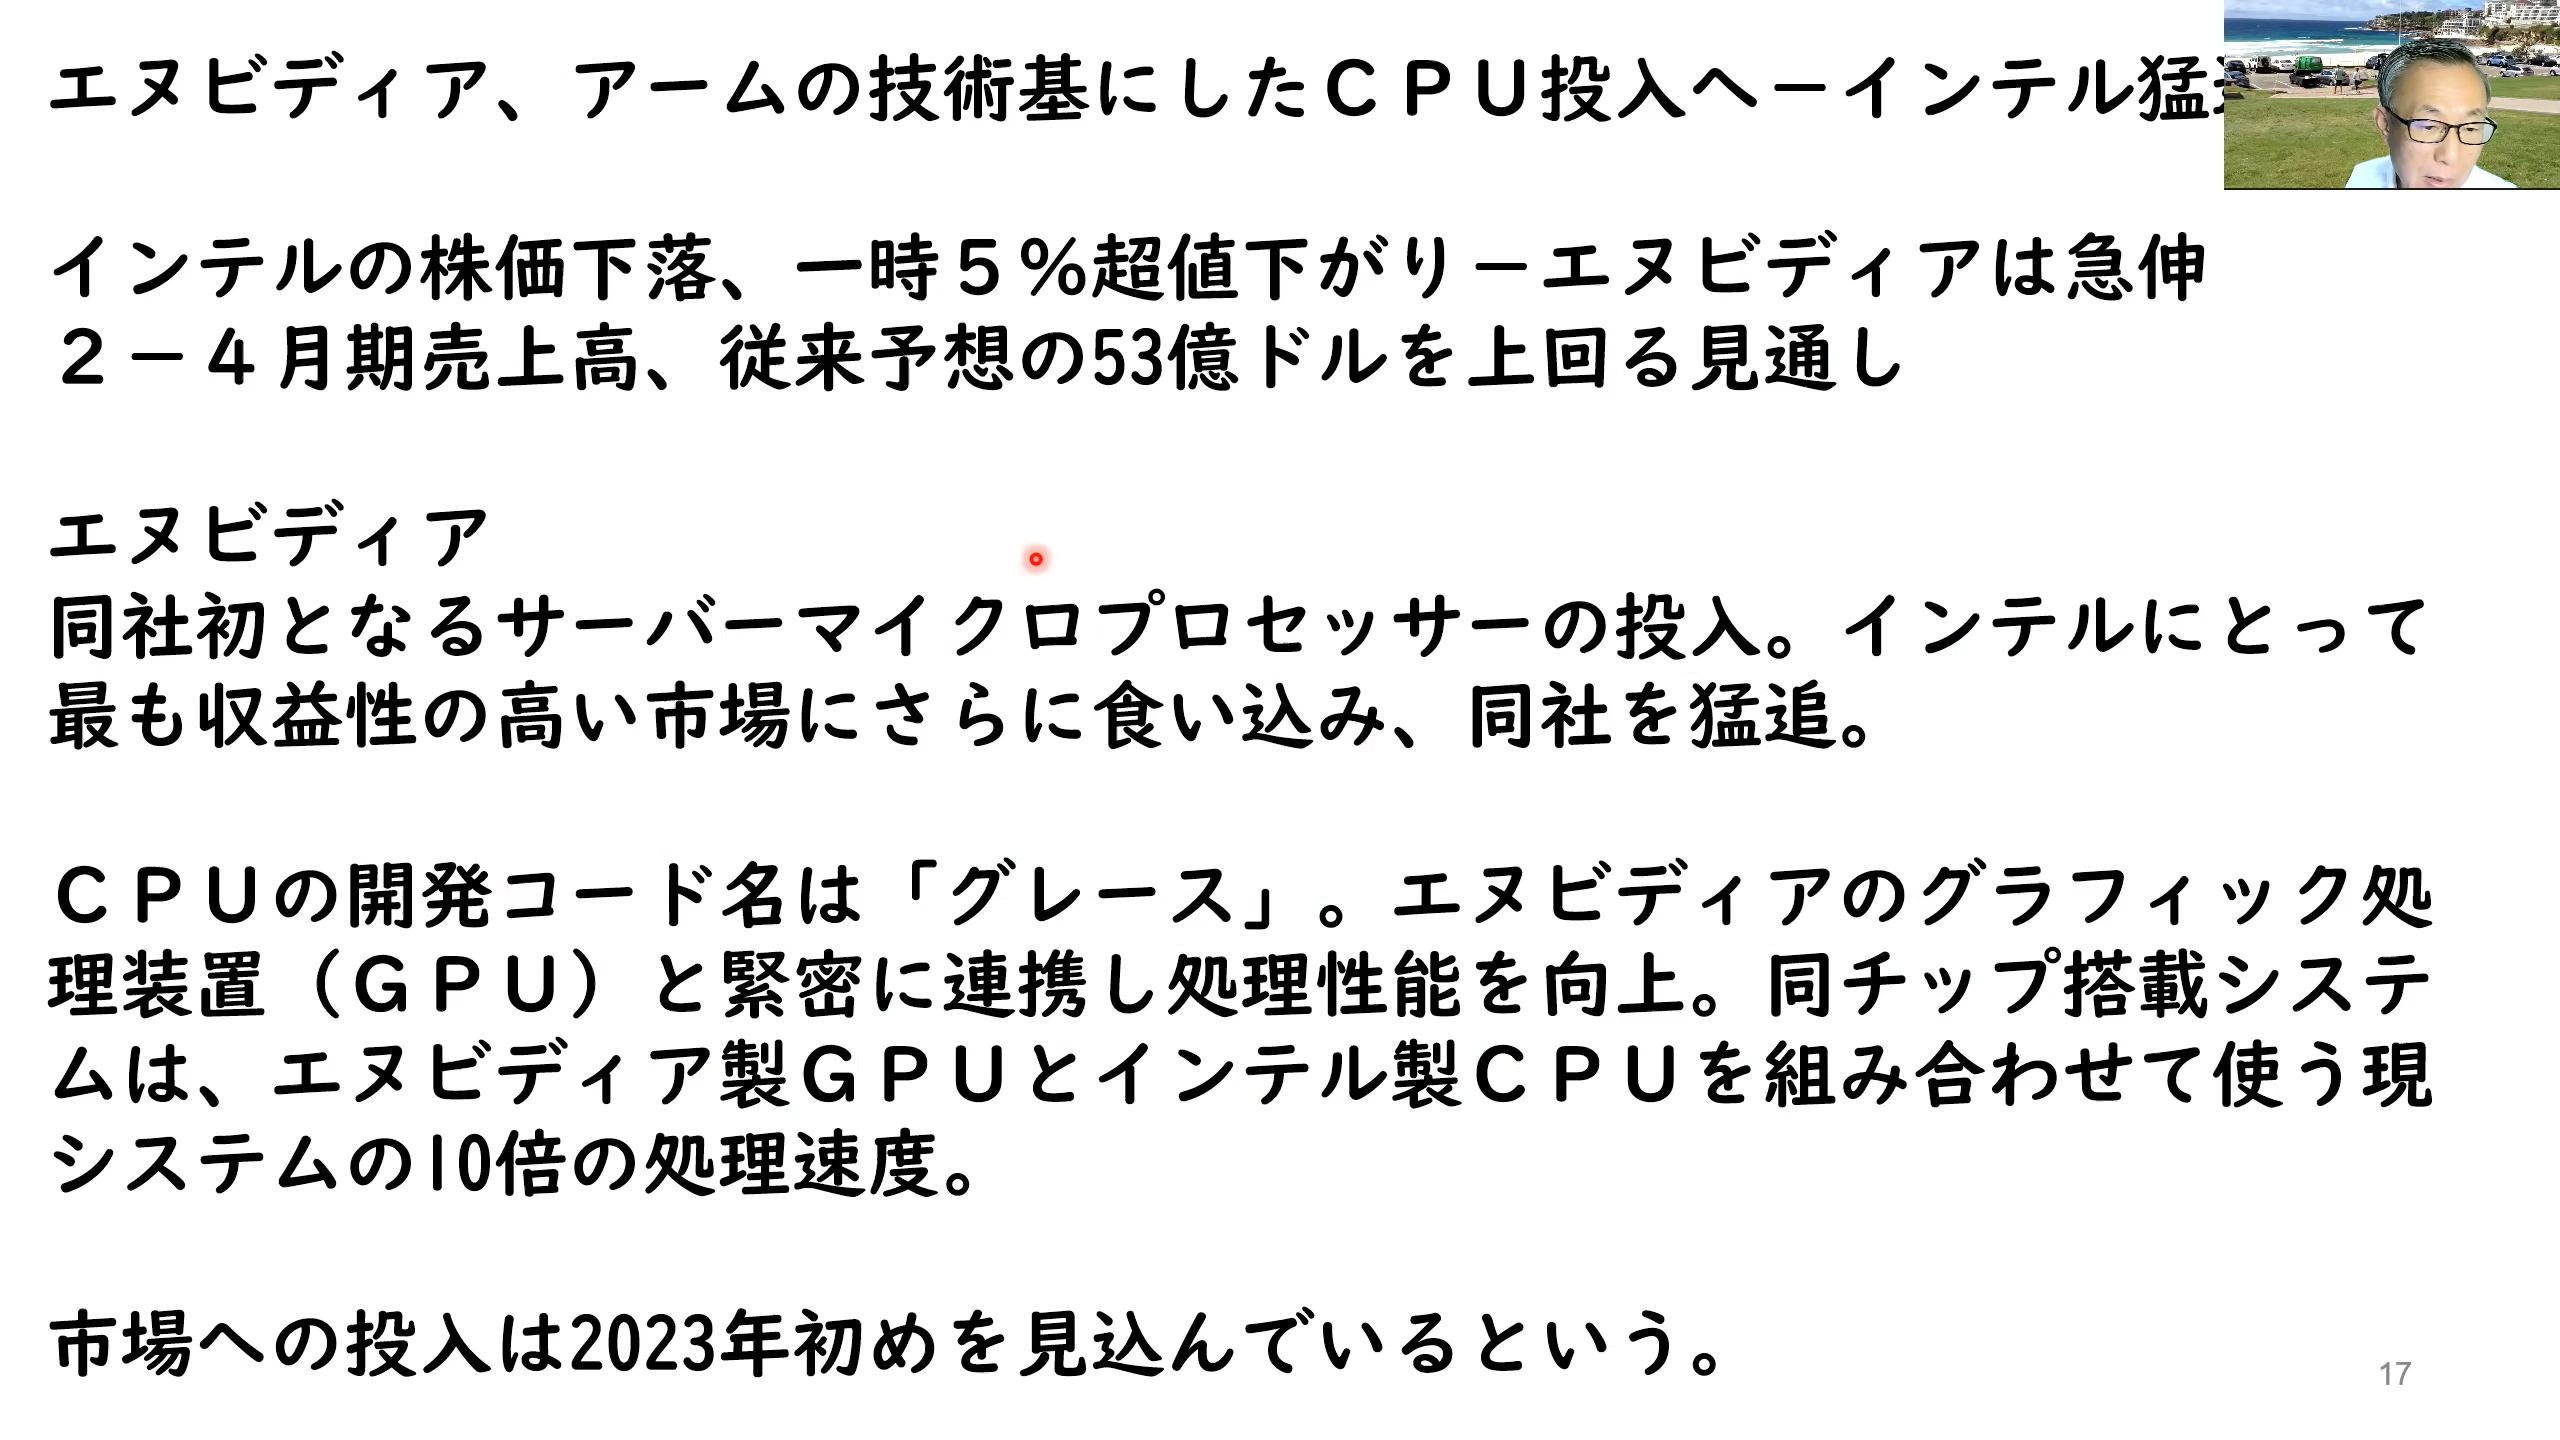 エヌビディア、アームの技術基にしたＣＰＵ投入へ－インテル猛
インテルの株価下落、一時５％超値下がり－エヌビディアは急伸
２－４月期売上高、従来予想の53億ドルを上回る見通し
エヌビディア
同社初となるサーバーマイクロプロセッサーの投入。インテルにとって
最も収益性の高い市場にさらに食い込み、同社を猛追。
ＣＰＵの開発コード名は「グレース」。エヌビディアのグラフィック処
理装置（ＧＰＵ）と緊密に連携し処理性能を向上。同チップ搭載システ
ムは、エヌビディア製ＧＰＵとインテル製ＣＰＵを組み合わせて使う現
システムの10倍の処理速度。
市場への投入は2023年初めを見込んでいるという。
17